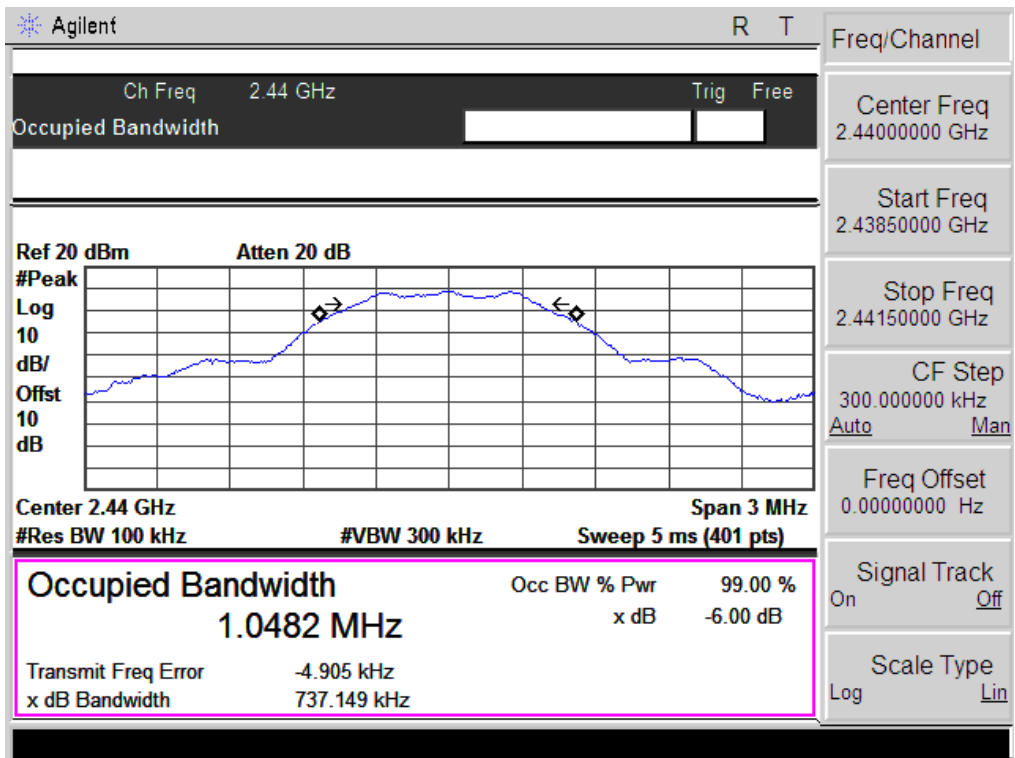 Agilent R T
Freq/Channel
Ch Freq 2.44 GHz Trig Free
Occupied Bandwidth
Center Freq
2.44000000 GHz
Start Freq
2.43850000 GHz
Stop Freq
2.44150000 GHz
CF Step
300.000000 kHz
Auto Man
Freq Offset
0.00000000 Hz
Signal Track
On Off
Scale Type
Log Lin
Ref 20 dBm Atten 20 dB
#Peak
Log
10
dB/
Offst
10
dB
Center 2.44 GHz Span 3 MHz
#Res BW 100 kHz #VBW 300 kHz Sweep 5 ms (401 pts)
Occupied Bandwidth Occ BW % Pwr 99.00 %
1.0482 MHz x dB -6.00 dB
Transmit Freq Error -4.905 kHz
x dB Bandwidth 737.149 kHz